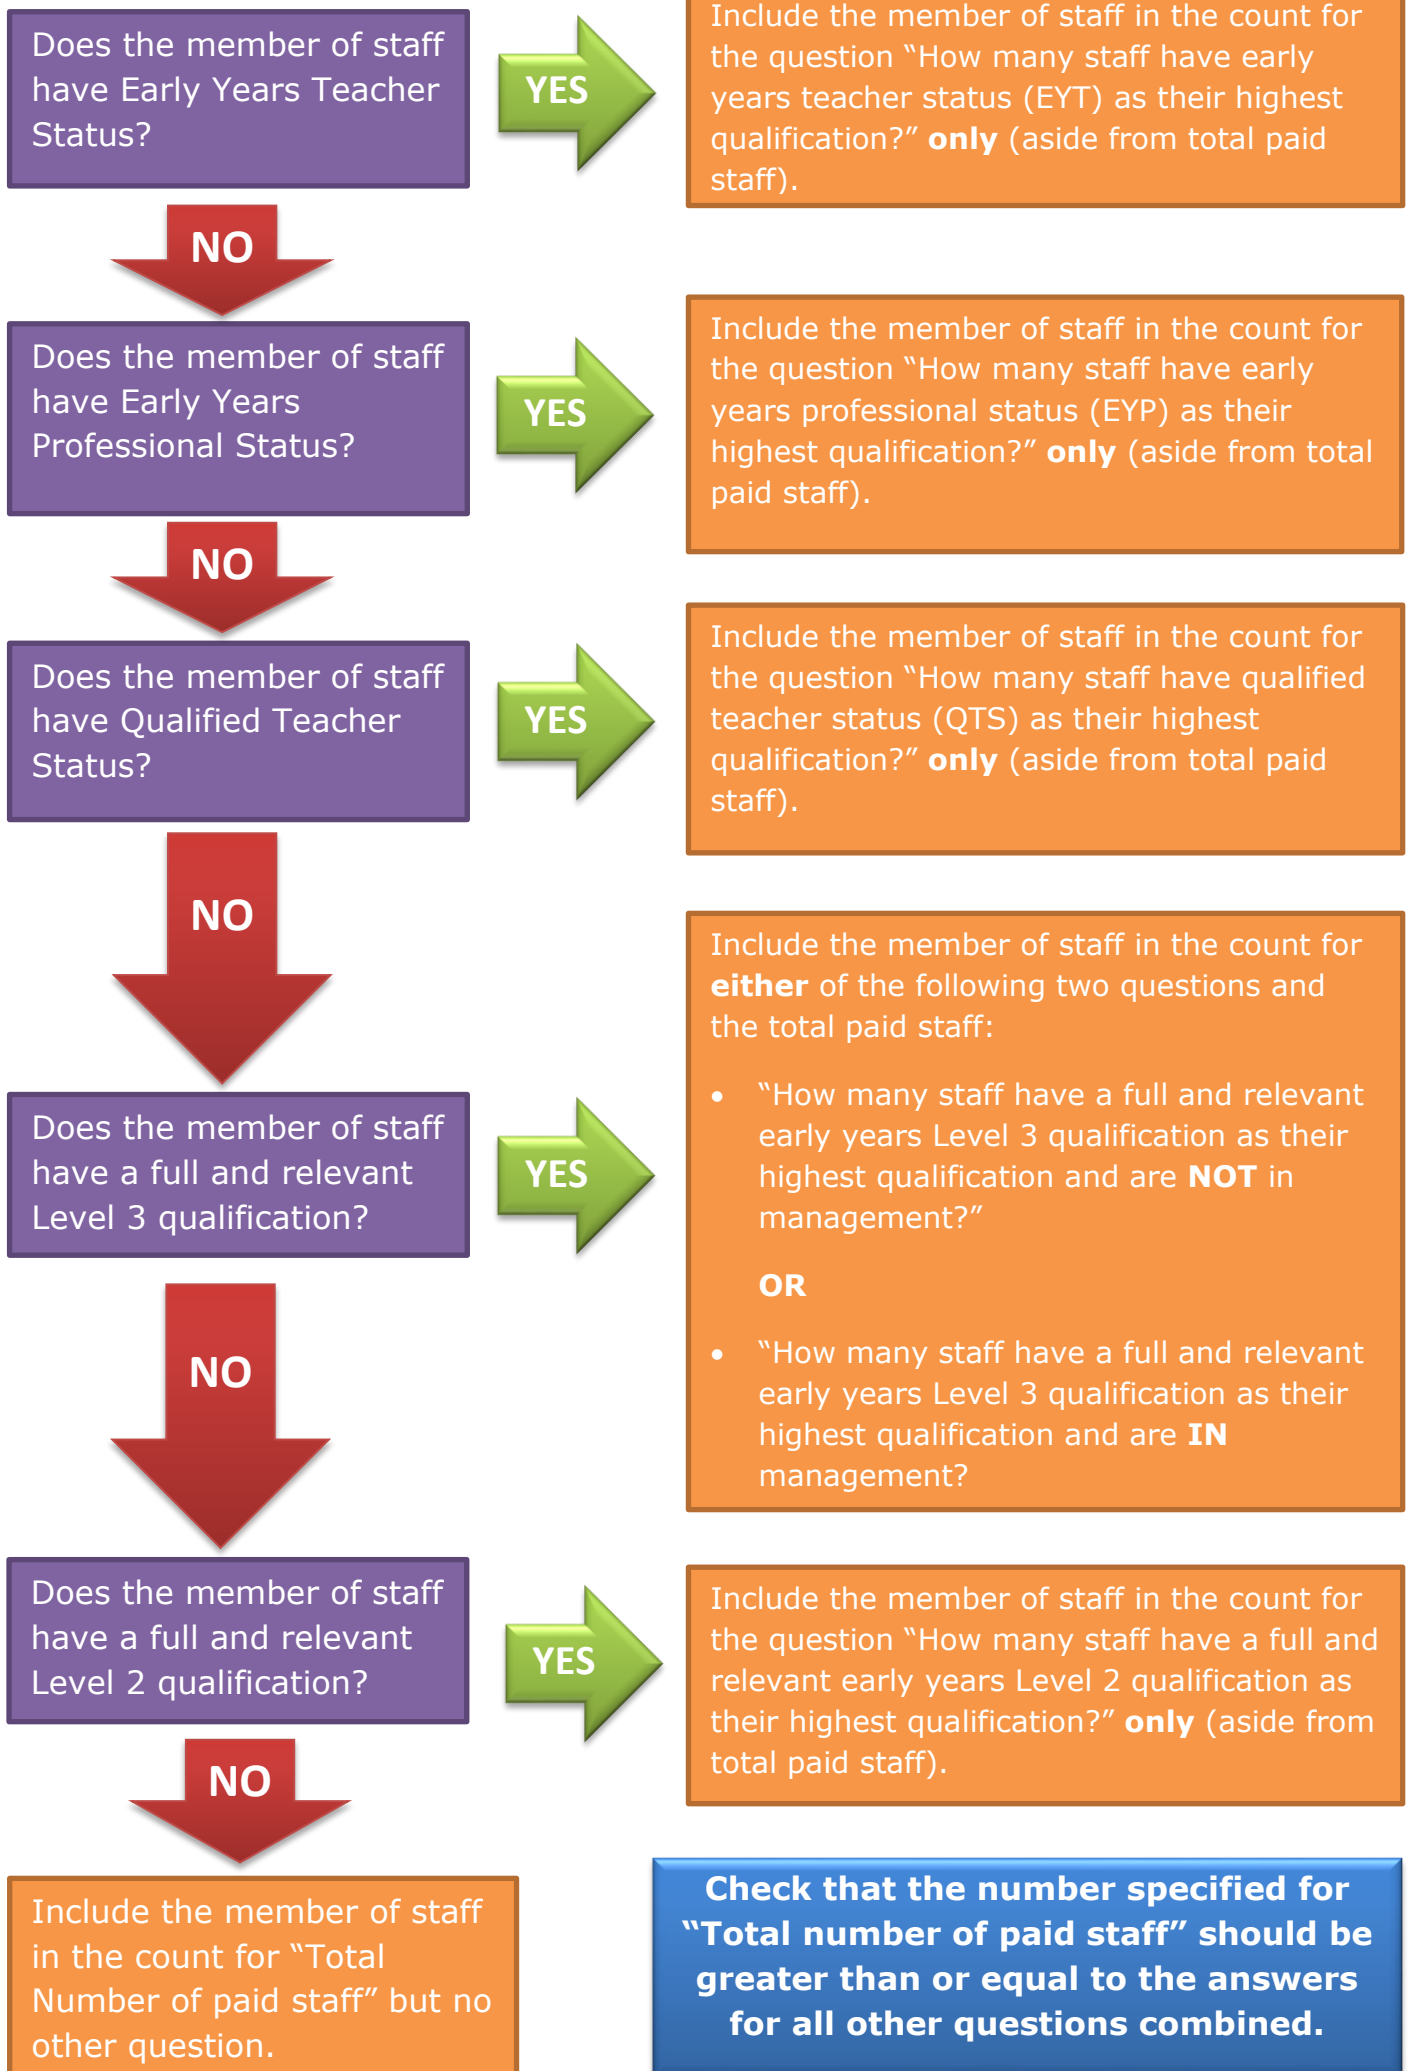 Does the member of staff
have Early Years Teacher
Status?
YES
Include the member of staff in the count for
the question “How many staff have early
years teacher status (EYT) as their highest
qualification?” only (aside from total paid
staff).
NO
Does the member of staff
have Early Years
Professional Status?
YES
Include the member of staff in the count for
the question “How many staff have early
years professional status (EYP) as their
highest qualification?” only (aside from total
paid staff).
NO
Does the member of staff
have Qualified Teacher
Status?
YES
Include the member of staff in the count for
the question “How many staff have qualified
teacher status (QTS) as their highest
qualification?” only (aside from total paid
staff).
NO
Does the member of staff
have a full and relevant
Level 3 qualification?
YES
Include the member of staff in the count for
either of the following two questions and
the total paid staff:
• “How many staff have a full and relevant
early years Level 3 qualification as their
highest qualification and are NOT in
management?”
OR
• “How many staff have a full and relevant
early years Level 3 qualification as their
highest qualification and are IN
management?
NO
Does the member of staff
have a full and relevant
Level 2 qualification?
YES
Include the member of staff in the count for
the question “How many staff have a full and
relevant early years Level 2 qualification as
their highest qualification?” only (aside from
total paid staff).
NO
Include the member of staff
in the count for “Total
Number of paid staff” but no
other question.
Check that the number specified for
“Total number of paid staff” should be
greater than or equal to the answers
for all other questions combined.